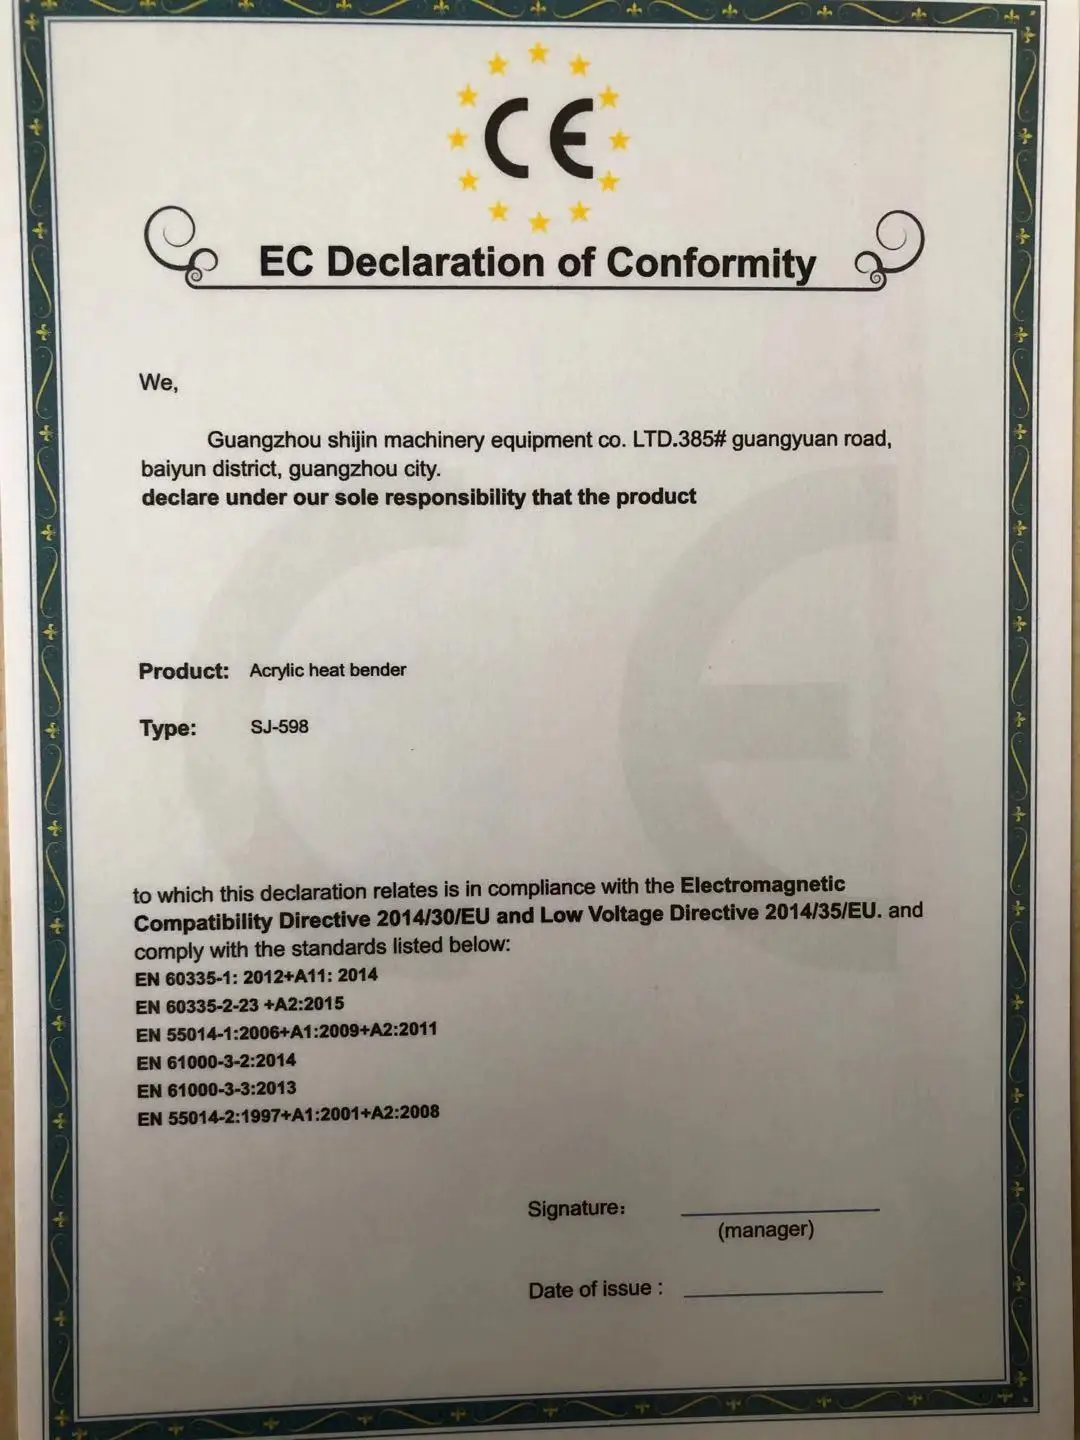 CE
EC Declaration of Conformity
We,
Guangzhou shijin machinery equipment co. LTD.385# guangyuan road,
baiyun district, guangzhou city.
declare under our sole responsibility that the product
Product: Acrylic heat bender
Type: SJ-598
to which this declaration relates is in compliance with the Electromagnetic
Compatibility Directive 2014/30/EU and Low Voltage Directive 2014/35/EU. and
comply with the standards listed below:
EN 60335-1: 2012+A11: 2014
EN 60335-2-23 +A2:2015
EN 55014-1:2006+A1:2009+A2:2011
EN 61000-3-2:2014
EN 61000-3-3:2013
EN 55014-2:1997+A1:2001+A2:2008
Signature:
(manager)
Date of issue :